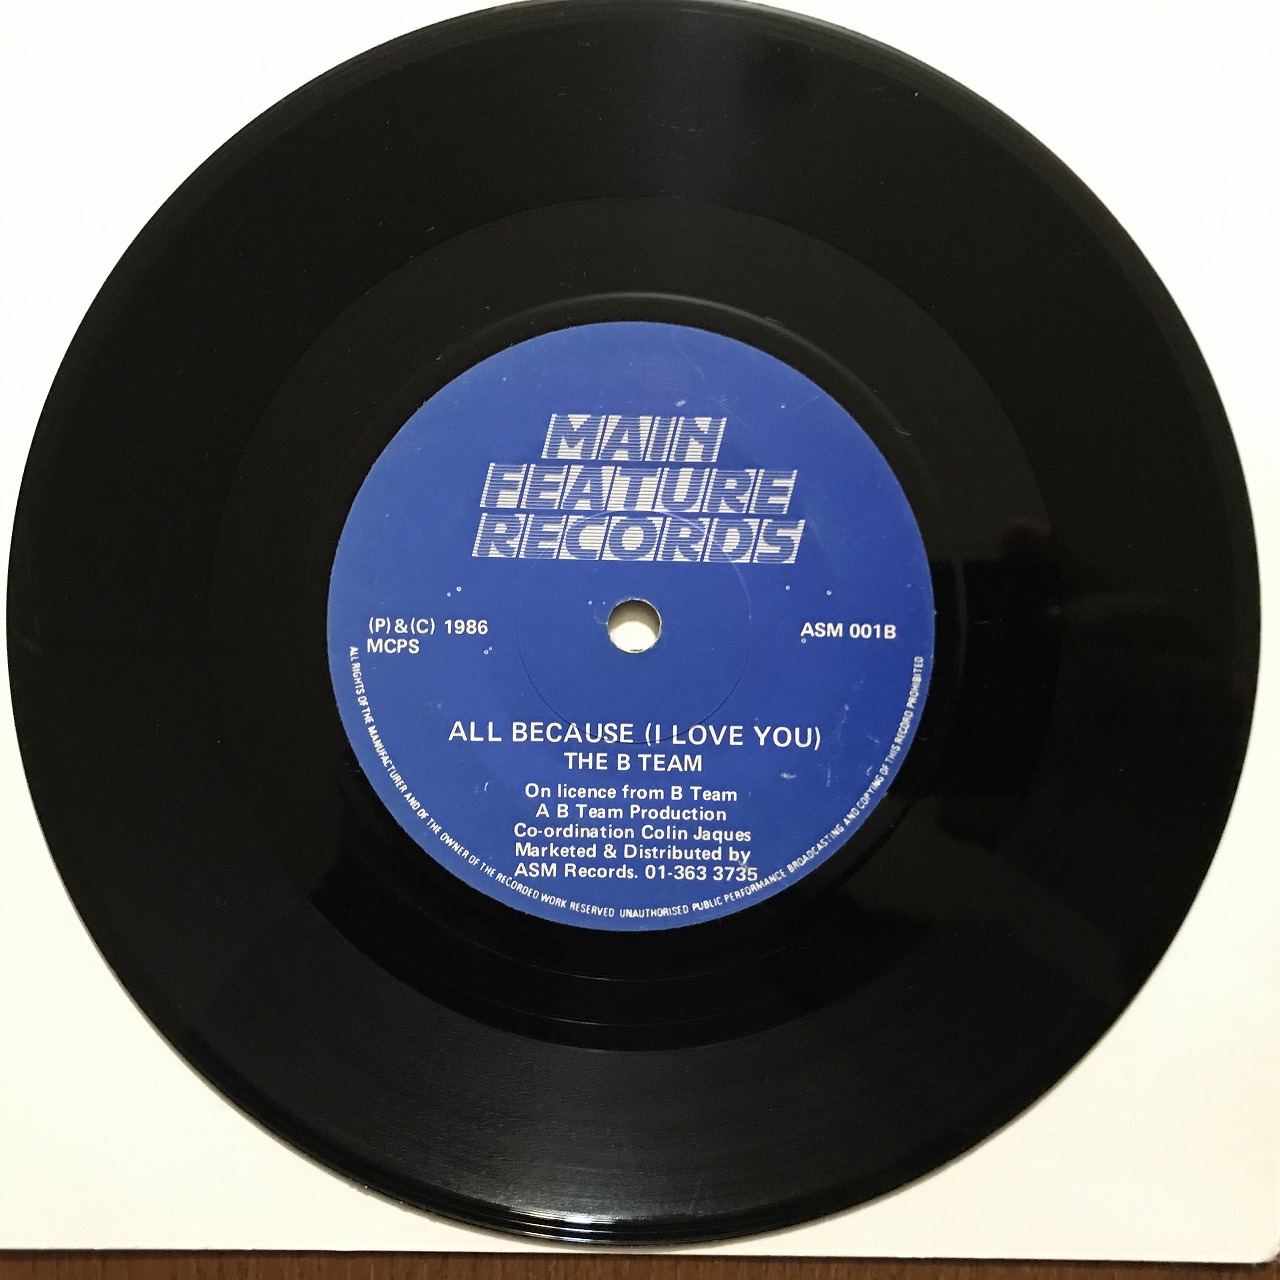 MAIN
FEATURE
RECORDS
(P)&(C) 1986
MCPS
ASM 001B
ALL BECAUSE (I LOVE YOU)
THE B TEAM
On licence from B Team
A B Team Production
Co-ordination Colin Jaques
Marketed & Distributed by
ASM Records. 01-363 3735
ALL RIGHTS OF THE MANUFACTURER AND OF THE OWNER OF THE RECORDED WORK RESERVED UNAUTHORISED PUBLIC PERFORMANCE BROADCASTING AND COPYING OF THIS RECORD PROHIBITED